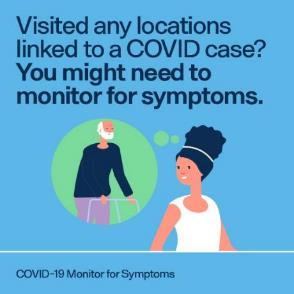 Visited any locations
linked to a COVID case?
You might need to
monitor for symptoms.
COVID-19 Monitor for Symptoms